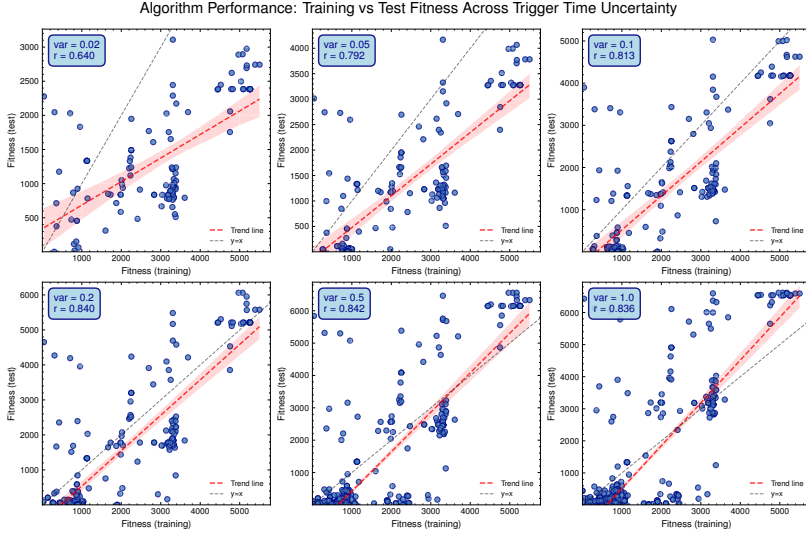 Algorithm Performance: Training vs Test Fitness Across Trigger Time Uncertainty
var = 0.02
r = 0.640
Fitness (test)
3000
2500
2000
1500
1000
500
1000 2000 3000 4000 5000
Fitness (training)
Trend line
y=x
var = 0.05
r = 0.792
Fitness (test)
4000
3500
3000
2500
2000
1500
1000
500
1000 2000 3000 4000 5000
Fitness (training)
Trend line
y=x
var = 0.1
r = 0.813
Fitness (test)
5000
4000
3000
2000
1000
1000 2000 3000 4000 5000
Fitness (training)
Trend line
y=x
var = 0.2
r = 0.840
Fitness (test)
6000
5000
4000
3000
2000
1000
1000 2000 3000 4000 5000
Fitness (training)
Trend line
y=x
var = 0.5
r = 0.842
Fitness (test)
6000
5000
4000
3000
2000
1000
1000 2000 3000 4000 5000
Fitness (training)
Trend line
y=x
var = 1.0
r = 0.836
Fitness (test)
6000
5000
4000
3000
2000
1000
1000 2000 3000 4000 5000
Fitness (training)
Trend line
y=x